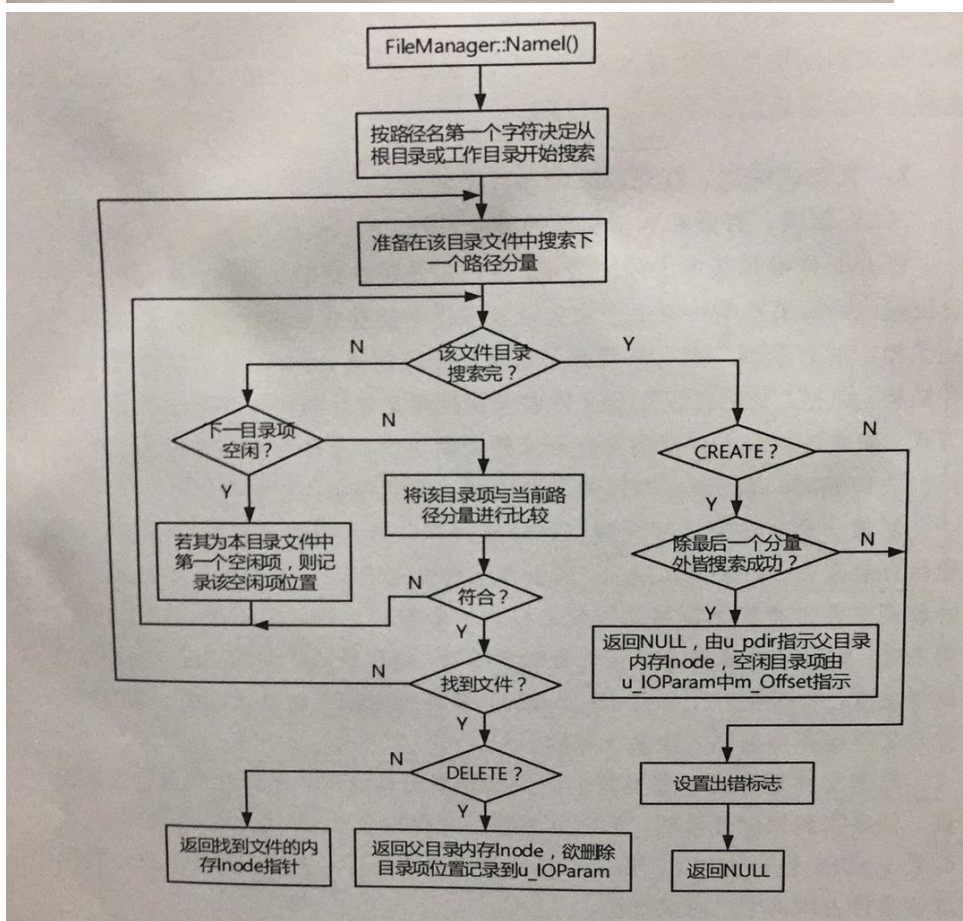 FileManager::NameI()
按路径名第一个字符决定从
根目录或工作目录开始搜索
准备在该目录文件中搜索下
一个路径分量
该文件目录
搜索完？
N
Y
下一目录项
空闲？
N
Y
CREATE？
N
Y
将该目录项与当前路
径分量进行比较
若其为本目录文件中
第一个空闲项，则记
录该空闲项位置
除最后一个分量
外皆搜索成功？
N
Y
符合？
N
Y
返回NULL，由u_pdir指示父目录
内存Inode，空闲目录项由
u_IOParam中m_Offset指示
找到文件？
N
Y
DELETE？
N
Y
设置出错标志
返回找到文件的内
存Inode指针
返回父目录内存Inode，欲删除
目录项位置记录到u_IOParam
返回NULL